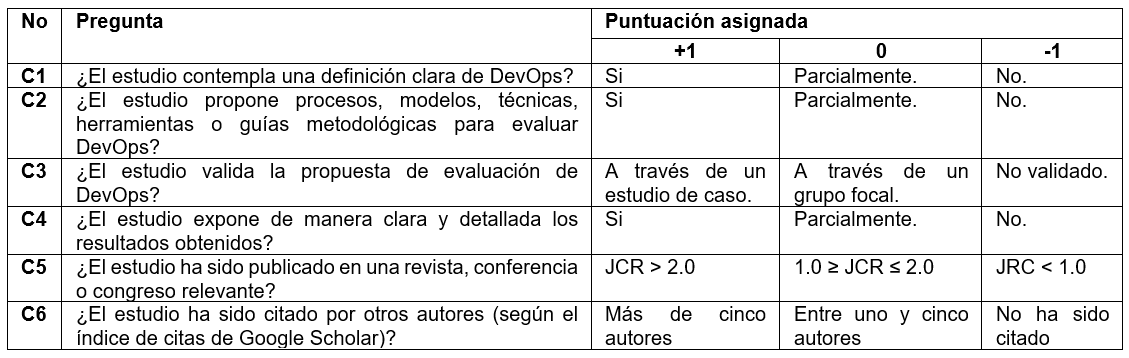 No Pregunta Puntuación asignada
+1 0 -1
C1 ¿El estudio contempla una definición clara de DevOps? Si Parcialmente. No.
C2 ¿El estudio propone procesos, modelos, técnicas, Si Parcialmente. No.
herramientas o guías metodológicas para evaluar
DevOps?
C3 ¿El estudio valida la propuesta de evaluación de A través de un A través de un No validado.
DevOps? estudio de caso. grupo focal.
C4 ¿El estudio expone de manera clara y detallada los Si Parcialmente. No.
resultados obtenidos?
C5 ¿El estudio ha sido publicado en una revista, conferencia JCR > 2.0 1.0 ≥ JCR ≤ 2.0 JRC < 1.0
o congreso relevante?
C6 ¿El estudio ha sido citado por otros autores (según el Más de cinco Entre uno y cinco No ha sido
índice de citas de Google Scholar)? autores autores citado